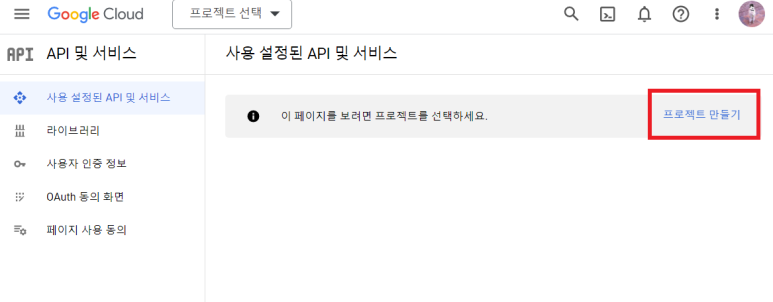 Google Cloud
프로젝트 선택
API
API 및 서비스
사용 설정된 API 및 서비스
사용 설정된 API 및 서비스
라이브러리
사용자 인증 정보
OAuth 동의 화면
페이지 사용 동의
이 페이지를 보려면 프로젝트를 선택하세요.
프로젝트 만들기